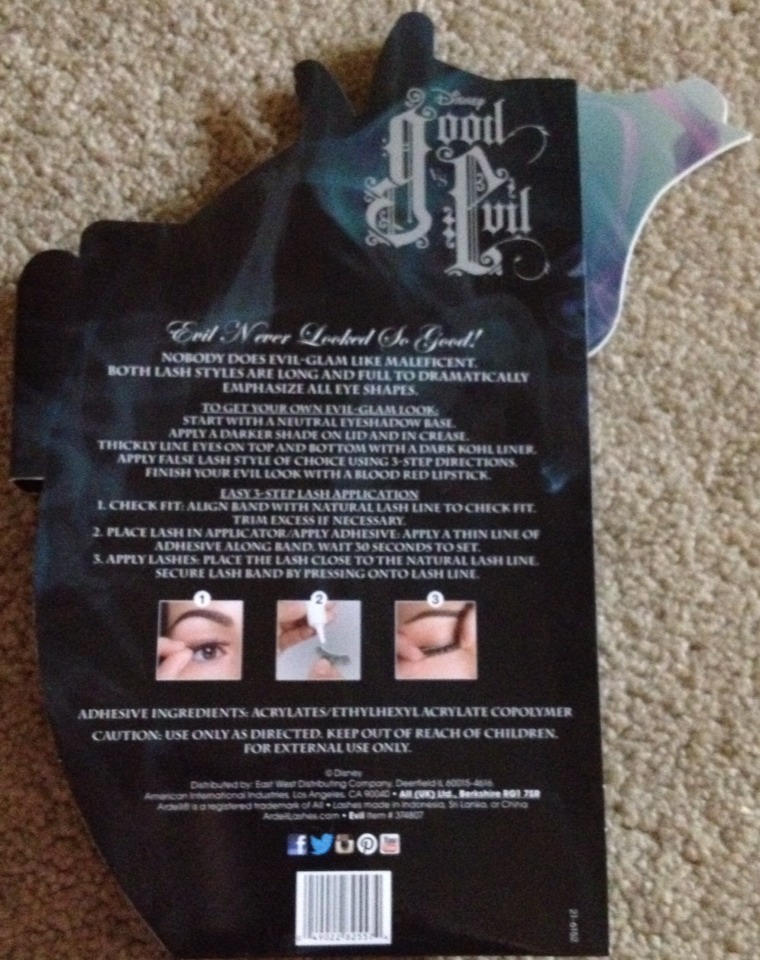 Disney
good
vs
Evil
Evil Never Looked So Good!
NOBODY DOES EVIL-GLAM LIKE MALEFICENT.
BOTH LASH STYLES ARE LONG AND FULL TO DRAMATICALLY
EMPHASIZE ALL EYE SHAPES.
TO GET YOUR OWN EVIL-GLAM LOOK:
START WITH A NEUTRAL EYESHADOW BASE.
APPLY A DARKER SHADE ON LID AND IN CREASE.
THICKLY LINE EYES ON TOP AND BOTTOM WITH A DARK KOHL LINER.
APPLY FALSE LASH STYLE OF CHOICE USING 3-STEP DIRECTIONS.
FINISH YOUR EVIL LOOK WITH A BLOOD RED LIPSTICK.
EASY 3-STEP LASH APPLICATION
1. CHECK FIT: ALIGN BAND WITH NATURAL LASH LINE TO CHECK FIT.
TRIM EXCESS IF NECESSARY.
2. PLACE LASH IN APPLICATOR/APPLY ADHESIVE: APPLY A THIN LINE OF
ADHESIVE ALONG BAND. WAIT 30 SECONDS TO SET.
3. APPLY LASHES: PLACE THE LASH CLOSE TO THE NATURAL LASH LINE.
SECURE LASH BAND BY PRESSING ONTO LASH LINE.
1 2 3
ADHESIVE INGREDIENTS: ACRYLATES/ETHYLHEXYL ACRYLATE COPOLYMER
CAUTION: USE ONLY AS DIRECTED. KEEP OUT OF REACH OF CHILDREN.
FOR EXTERNAL USE ONLY.
© Disney
Distributed by: East West Distributing Company, Deerfield IL 60015-4616
American International Industries, Los Angeles, CA 90040 • AII (UK) Ltd., Berkshire RG1 7SR
Ardell® is a registered trademark of AII • Lashes made in Indonesia, Sri Lanka, or China
ArdellLashes.com • Evil Item # 374807
21-6152